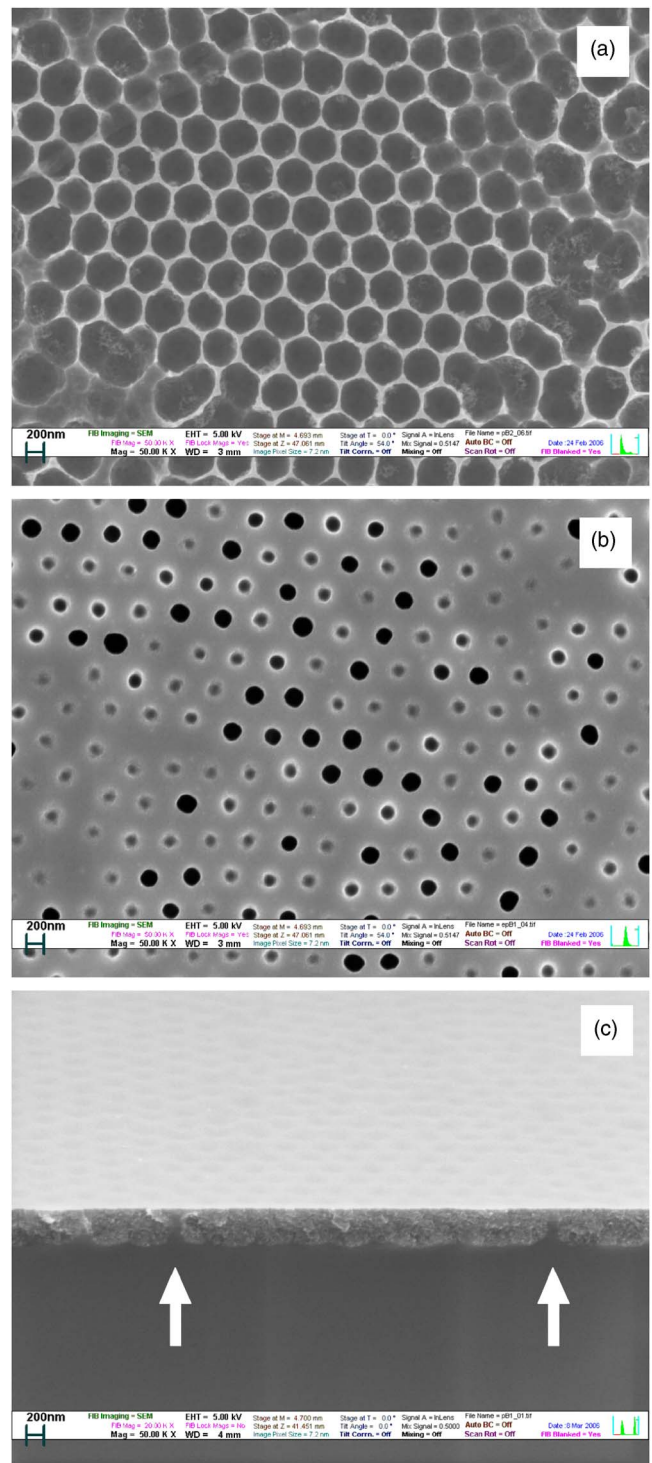 (a)
200nm FIB Imaging = SEM EHT = 5.00 kV Stage at M = 4.693 mm Stage at T = 0.0 ° Signal A = InLens File Name = pB2_06.tif
FIB Mag = 50.00 K X FIB Lock Mags = Yes Stage at Z = 47.061 mm Tilt Angle = 54.0 ° Mix Signal = 0.5147 Auto BC = Off Date :24 Feb 2006
Mag = 50.00 K X WD = 3 mm Image Pixel Size = 7.2 nm Tilt Corrn. = Off Mixing = Off Scan Rot = Off FIB Blanked = Yes
(b)
200nm FIB Imaging = SEM EHT = 5.00 kV Stage at M = 4.693 mm Stage at T = 0.0 ° Signal A = InLens File Name = epB1_04.tif
FIB Mag = 50.00 K X FIB Lock Mags = Yes Stage at Z = 47.061 mm Tilt Angle = 54.0 ° Mix Signal = 0.5147 Auto BC = Off Date :24 Feb 2006
Mag = 50.00 K X WD = 3 mm Image Pixel Size = 7.2 nm Tilt Corrn. = Off Mixing = Off Scan Rot = Off FIB Blanked = Yes
(c)
200nm FIB Imaging = SEM EHT = 5.00 kV Stage at M = 4.700 mm Stage at T = 0.0 ° Signal A = InLens File Name = pB1_01.tif
FIB Mag = 20.00 K X FIB Lock Mags = No Stage at Z = 41.451 mm Tilt Angle = 0.0 ° Mix Signal = 0.5000 Auto BC = Off Date :8 Mar 2006
Mag = 50.00 K X WD = 4 mm Image Pixel Size = 7.2 nm Tilt Corrn. = Off Mixing = Off Scan Rot = Off FIB Blanked = Yes